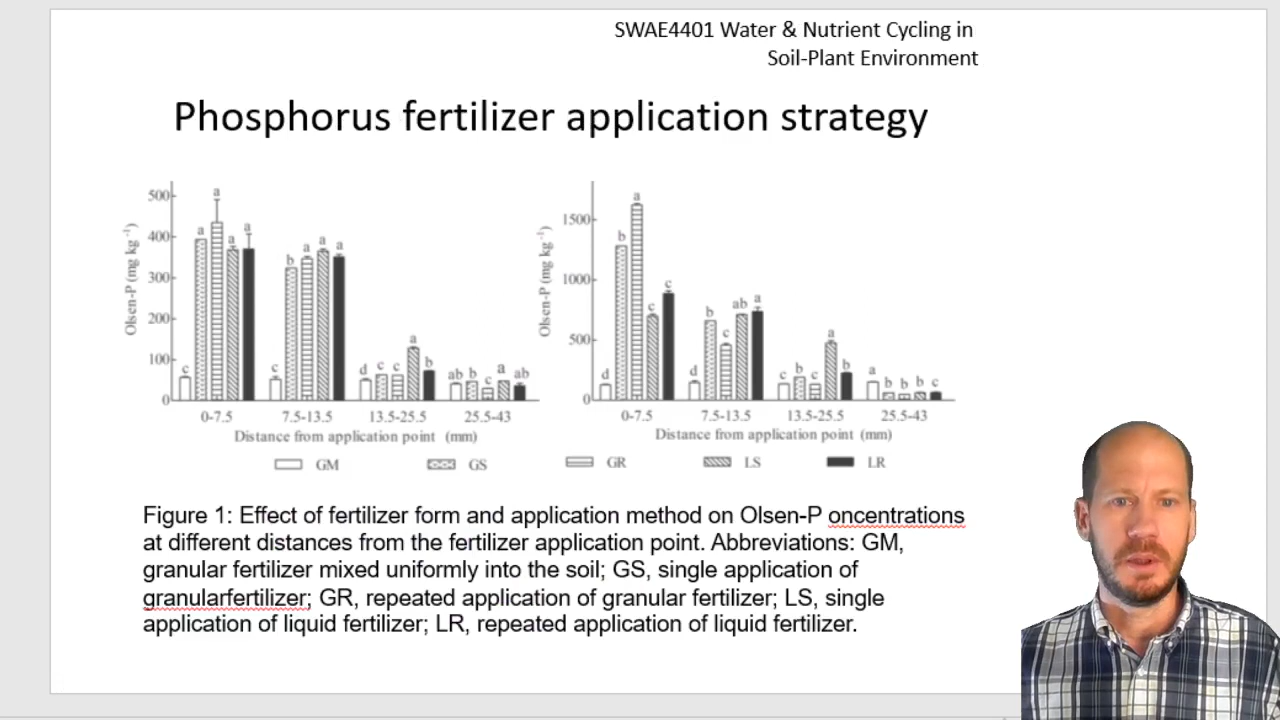 SWAE4401 Water & Nutrient Cycling in
Soil-Plant Environment
Phosphorus fertilizer application strategy
Olsen-P (mg kg⁻¹)
500
400
300
200
100
0
c a a a a
c b a a a
d c c a b
ab b c a ab
0-7.5 7.5-13.5 13.5-25.5 25.5-43
Distance from application point (mm)
Olsen-P (mg kg⁻¹)
1500
1000
500
0
d b a c c
d b c ab a
c b c a b
a b b b c
0-7.5 7.5-13.5 13.5-25.5 25.5-43
Distance from application point (mm)
GM GS GR LS LR
Figure 1: Effect of fertilizer form and application method on Olsen-P oncentrations
at different distances from the fertilizer application point. Abbreviations: GM,
granular fertilizer mixed uniformly into the soil; GS, single application of
granularfertilizer; GR, repeated application of granular fertilizer; LS, single
application of liquid fertilizer; LR, repeated application of liquid fertilizer.